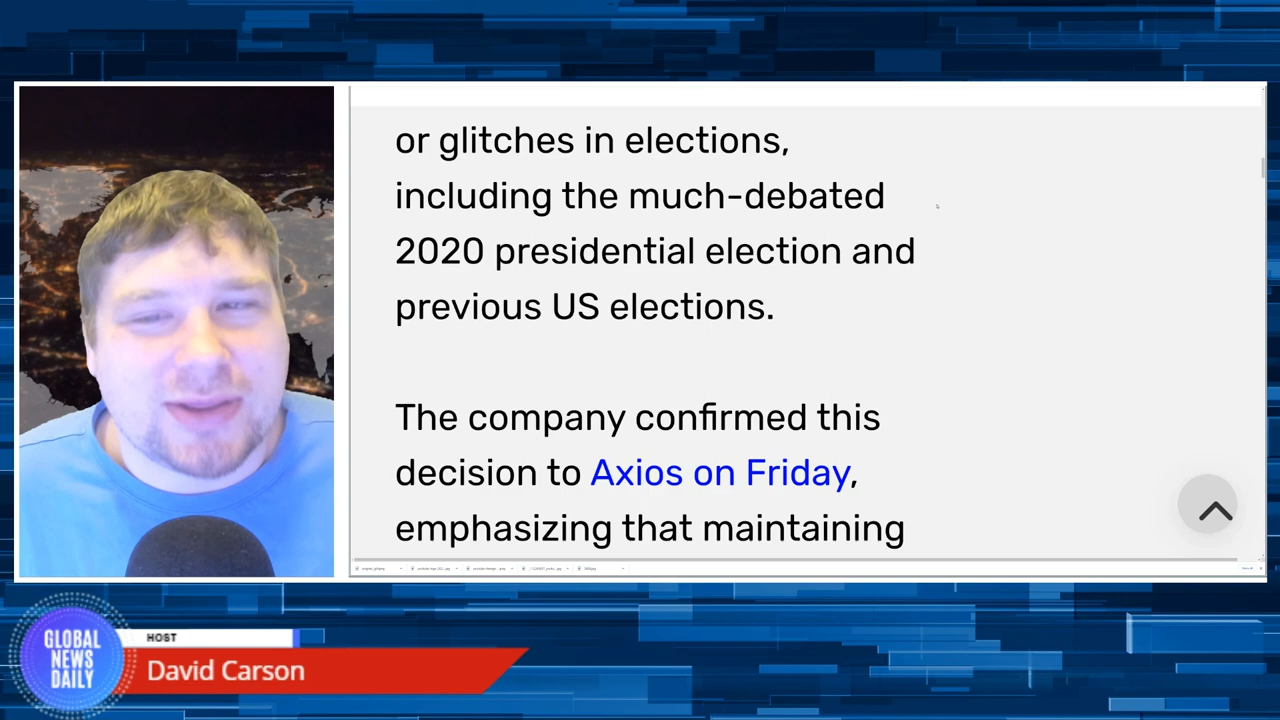 or glitches in elections,
including the much-debated
2020 presidential election and
previous US elections.
The company confirmed this
decision to Axios on Friday,
emphasizing that maintaining
HOST
David Carson
GLOBAL
NEWS
DAILY